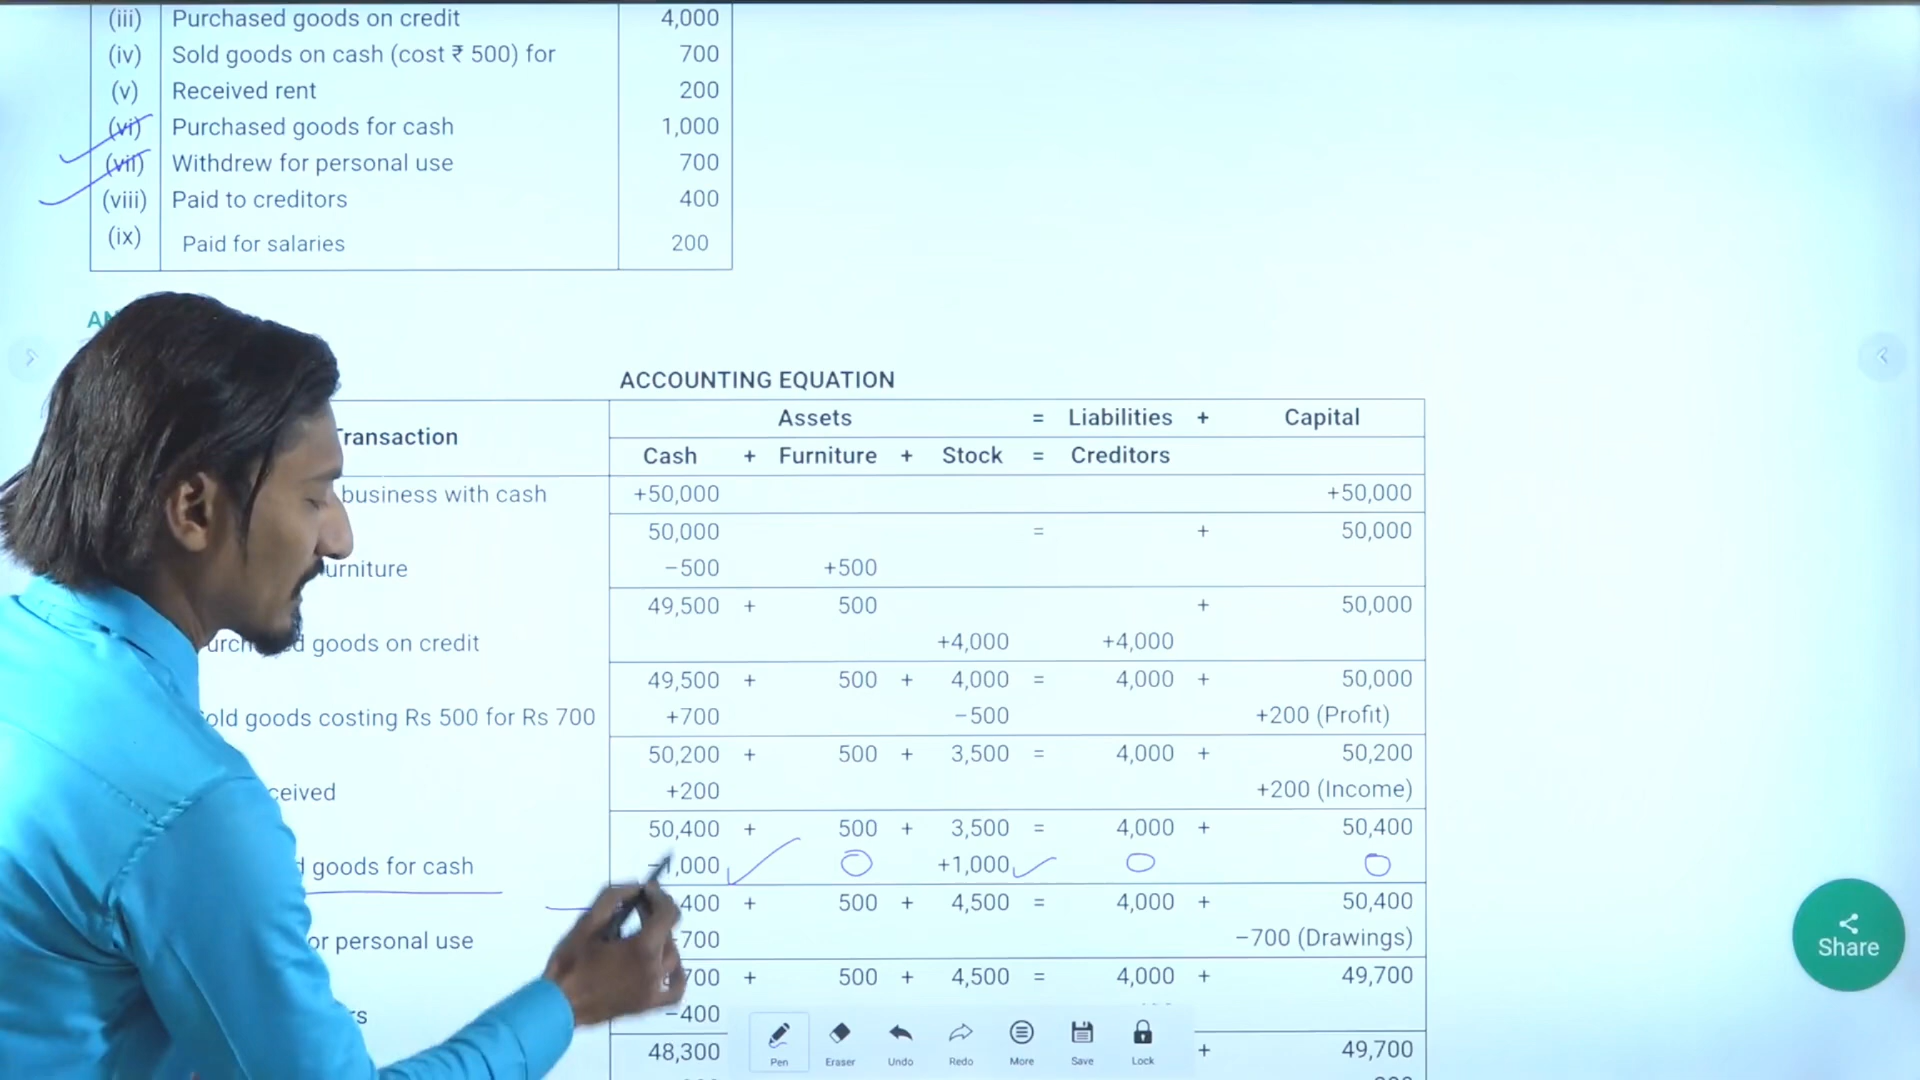 (iii) Purchased goods on credit 4,000
(iv) Sold goods on cash (cost ₹ 500) for 700
(v) Received rent 200
(vi) Purchased goods for cash 1,000
(vii) Withdrew for personal use 700
(viii) Paid to creditors 400
(ix) Paid for salaries 200
ACCOUNTING EQUATION
Transaction Assets = Liabilities + Capital
Cash + Furniture + Stock = Creditors
business with cash +50,000 +50,000
50,000 = + 50,000
−500 +500
49,500 + 500 + 50,000
goods on credit +4,000 +4,000
49,500 + 500 + 4,000 = 4,000 + 50,000
goods costing Rs 500 for Rs 700 +700 −500 +200 (Profit)
50,200 + 500 + 3,500 = 4,000 + 50,200
+200 +200 (Income)
50,400 + 500 + 3,500 = 4,000 + 50,400
goods for cash −1,000 +1,000
+ 500 + 4,500 = 4,000 + 50,400
personal use −700 (Drawings)
+ 500 + 4,500 = 4,000 + 49,700
−400
48,300 + 49,700
Pen Eraser Undo Redo More Save Lock
Share